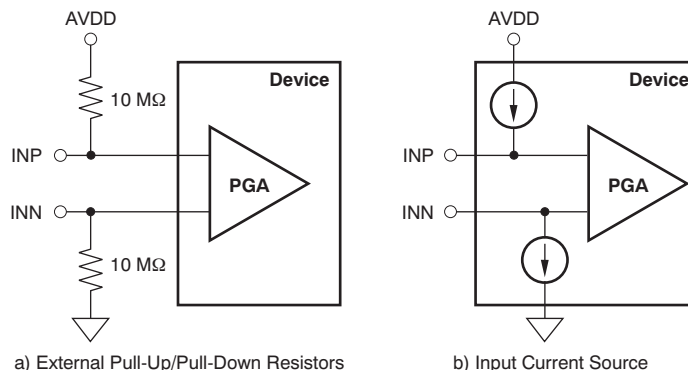 AVDD
10 MΩ
INP
INN
10 MΩ
Device
PGA
a) External Pull-Up/Pull-Down Resistors
AVDD
INP
INN
Device
PGA
b) Input Current Source